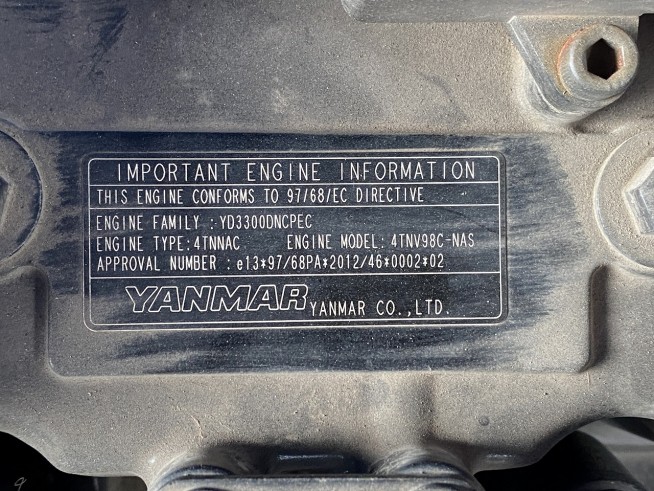 IMPORTANT ENGINE INFORMATION
THIS ENGINE CONFORMS TO 97/68/EC DIRECTIVE
ENGINE FAMILY : YD3300DNCPEC
ENGINE TYPE:4TNNAC ENGINE MODEL: 4TNV98C-NAS
APPROVAL NUMBER : e13*97/68PA*2012/46*0002*02
YANMAR YANMAR CO.,LTD.